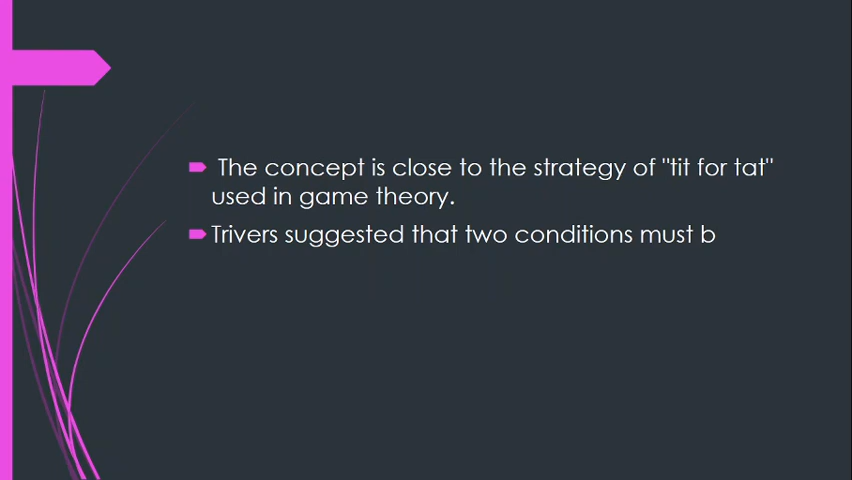 The concept is close to the strategy of "tit for tat"
used in game theory.
Trivers suggested that two conditions must b